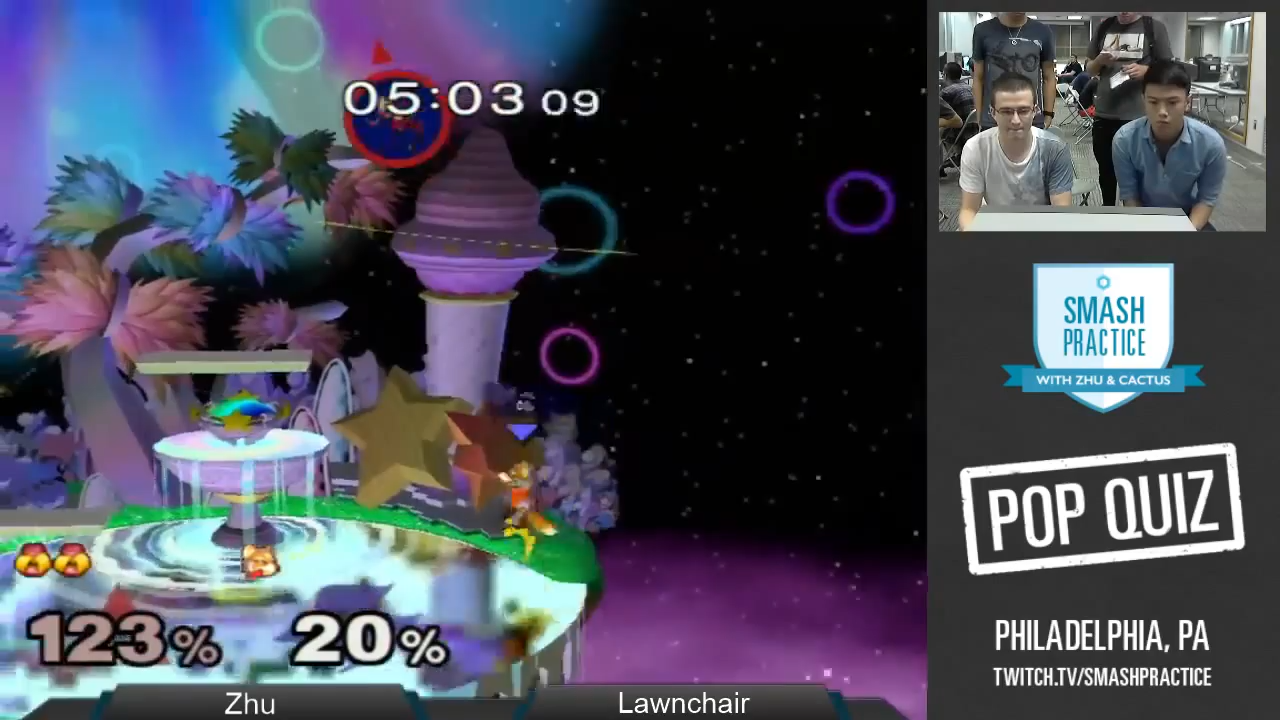 05:03 09
SMASH
PRACTICE
WITH ZHU & CACTUS
POP QUIZ
PHILADELPHIA, PA
TWITCH.TV/SMASHPRACTICE
123%
20%
Zhu
Lawnchair